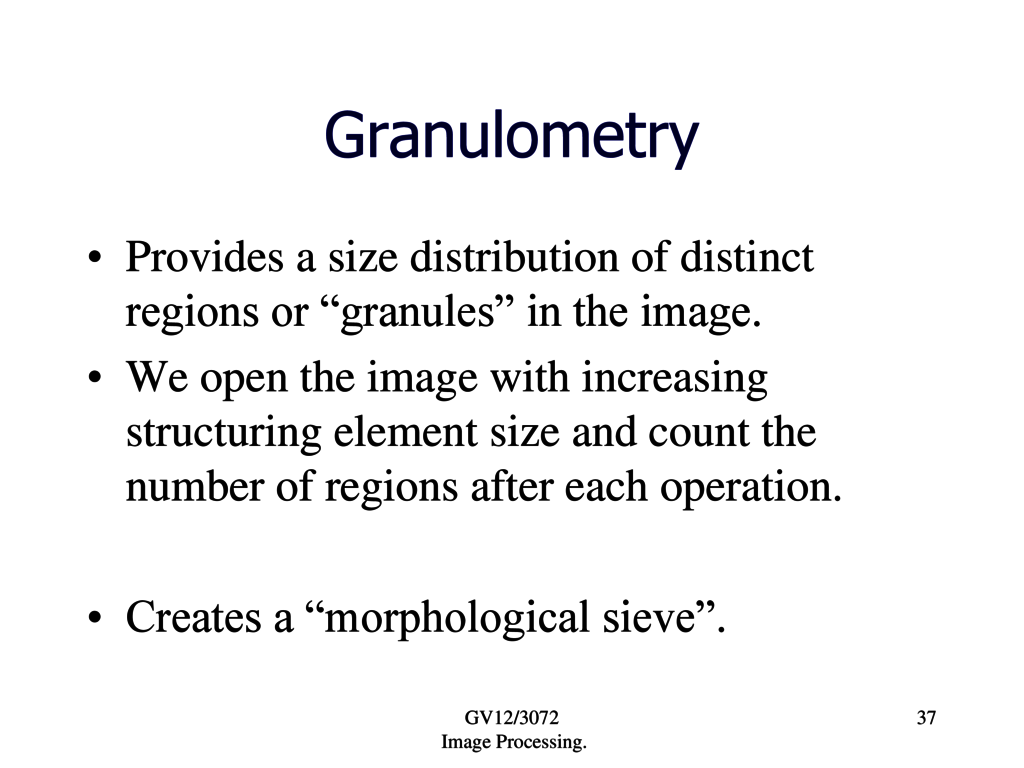 Granulometry
• Provides a size distribution of distinct
regions or “granules” in the image.
• We open the image with increasing
structuring element size and count the
number of regions after each operation.
• Creates a “morphological sieve”.
GV12/3072
Image Processing.
37